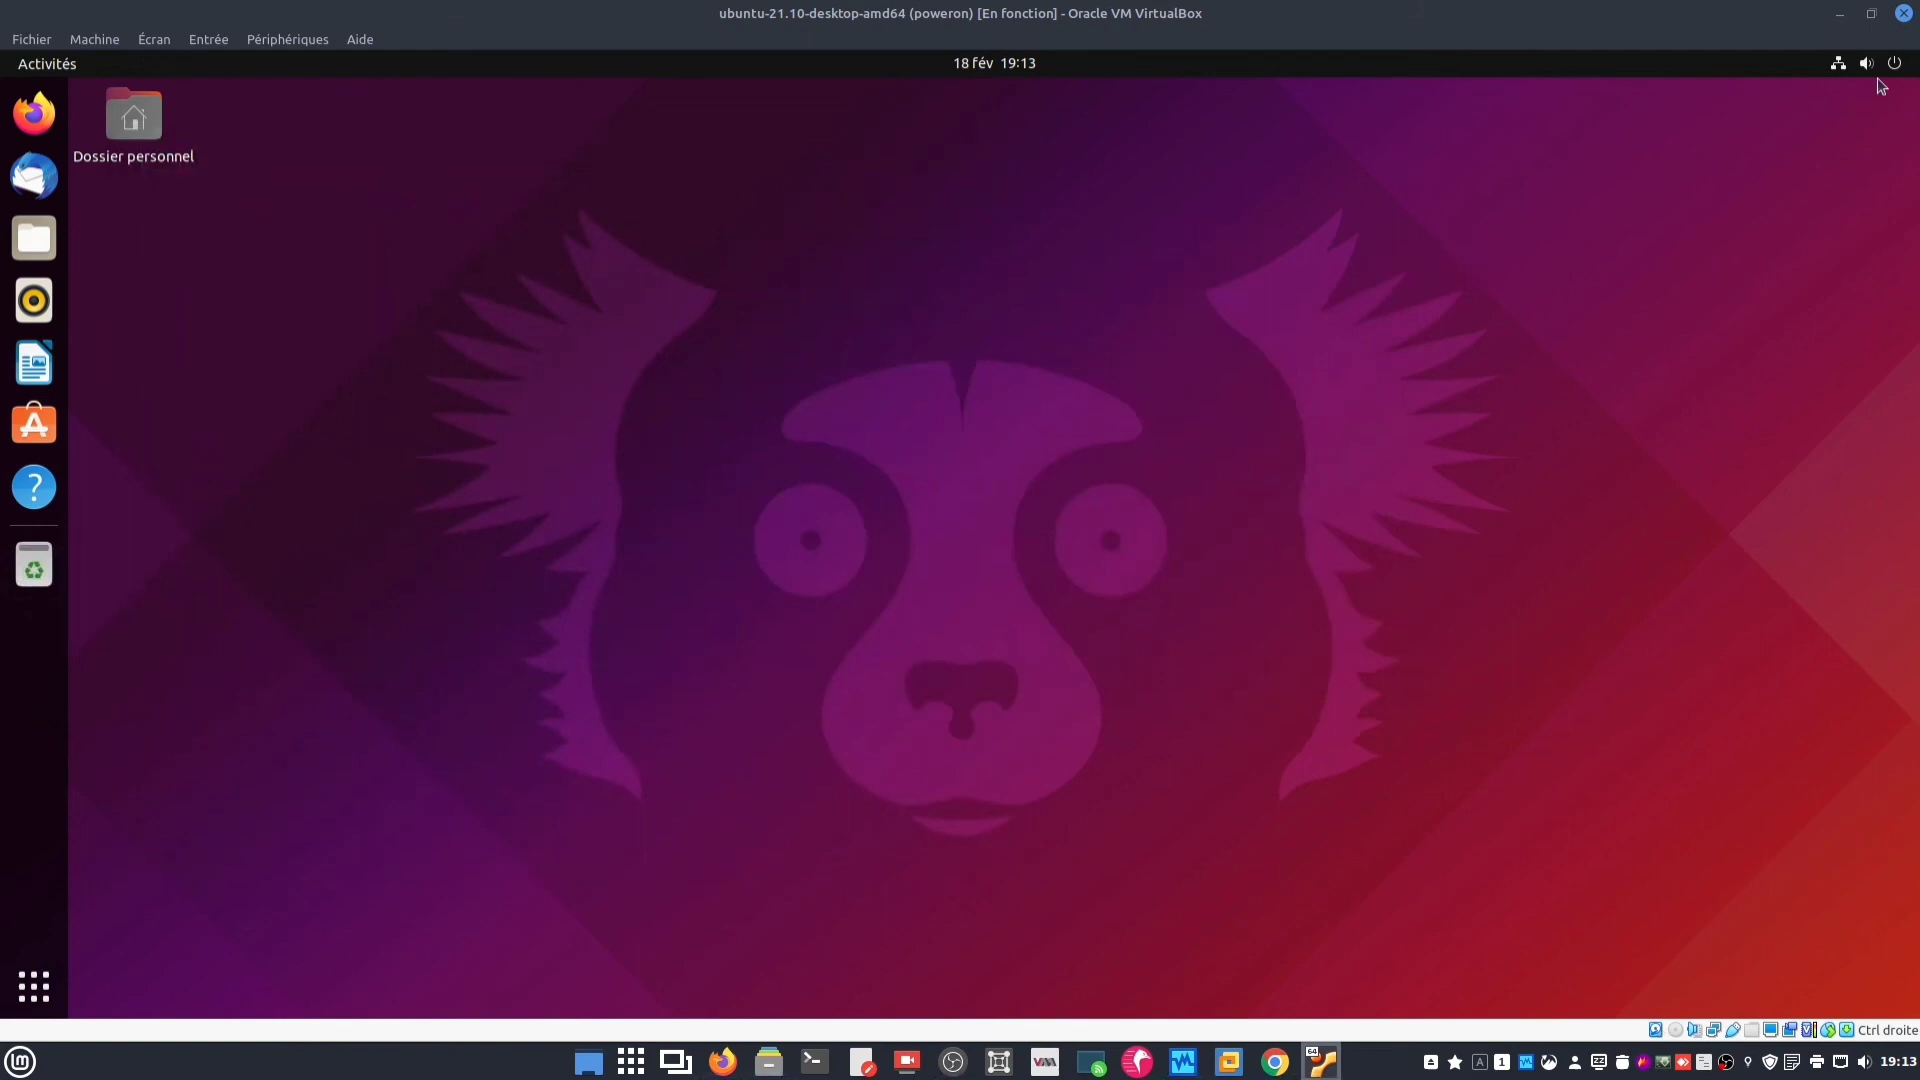 ubuntu-21.10-desktop-amd64 (poweron) [En fonction] - Oracle VM VirtualBox
Fichier Machine Écran Entrée Périphériques Aide
Activités 18 fév 19:13
Dossier personnel
Ctrl droite
19:13